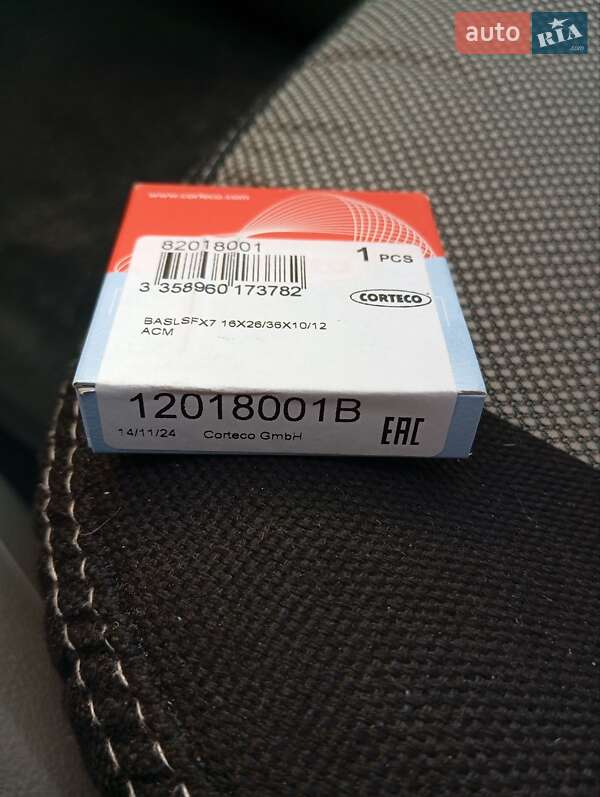 auto RIA.com
www.corteco.com
82018001
1 PCS
3 358960 173782
CORTECO
BASLSFX7 16X26/36X10/12
ACM
12018001B
14/11/24 Corteco GmbH EAC